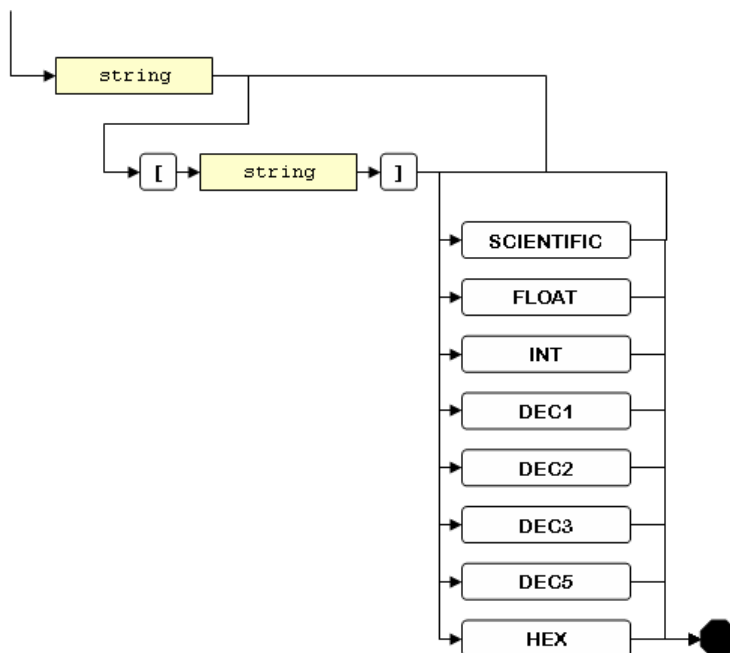 string
[ string ]
SCIENTIFIC
FLOAT
INT
DEC1
DEC2
DEC3
DEC5
HEX